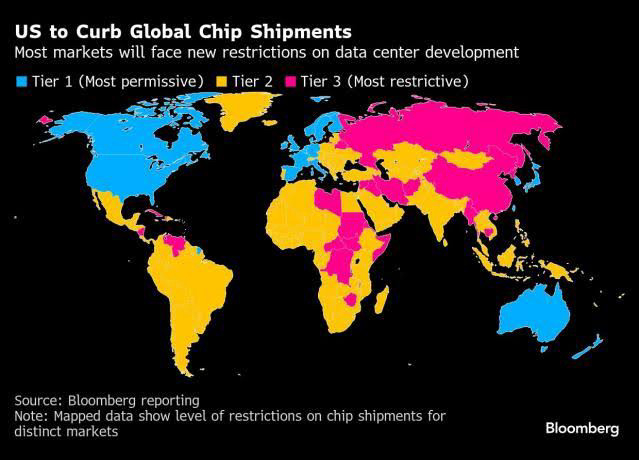 US to Curb Global Chip Shipments
Most markets will face new restrictions on data center development
Tier 1 (Most permissive) Tier 2 Tier 3 (Most restrictive)
Source: Bloomberg reporting
Note: Mapped data show level of restrictions on chip shipments for
distinct markets
Bloomberg